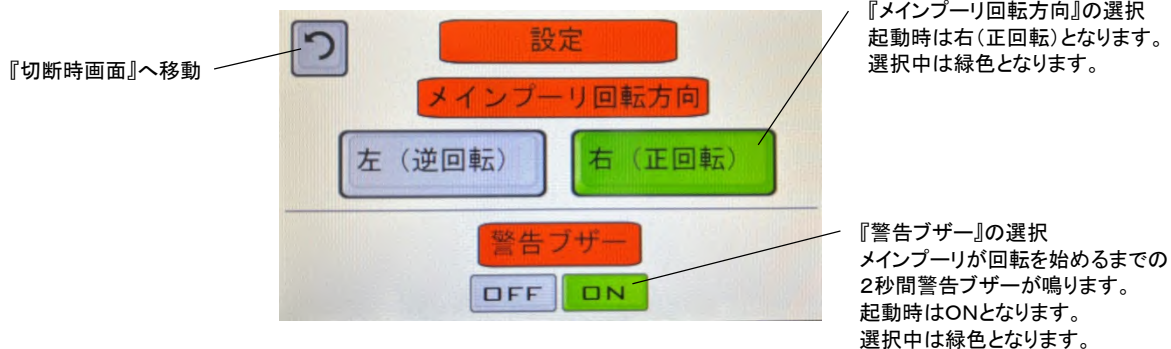 『メインプーリ回転方向』の選択
起動時は右(正回転)となります。
選択中は緑色となります。
『切断時画面』へ移動
設定
メインプーリ回転方向
左（逆回転）
右（正回転）
警告ブザー
OFF
ON
『警告ブザー』の選択
メインプーリが回転を始めるまでの
２秒間警告ブザーが鳴ります。
起動時はONとなります。
選択中は緑色となります。